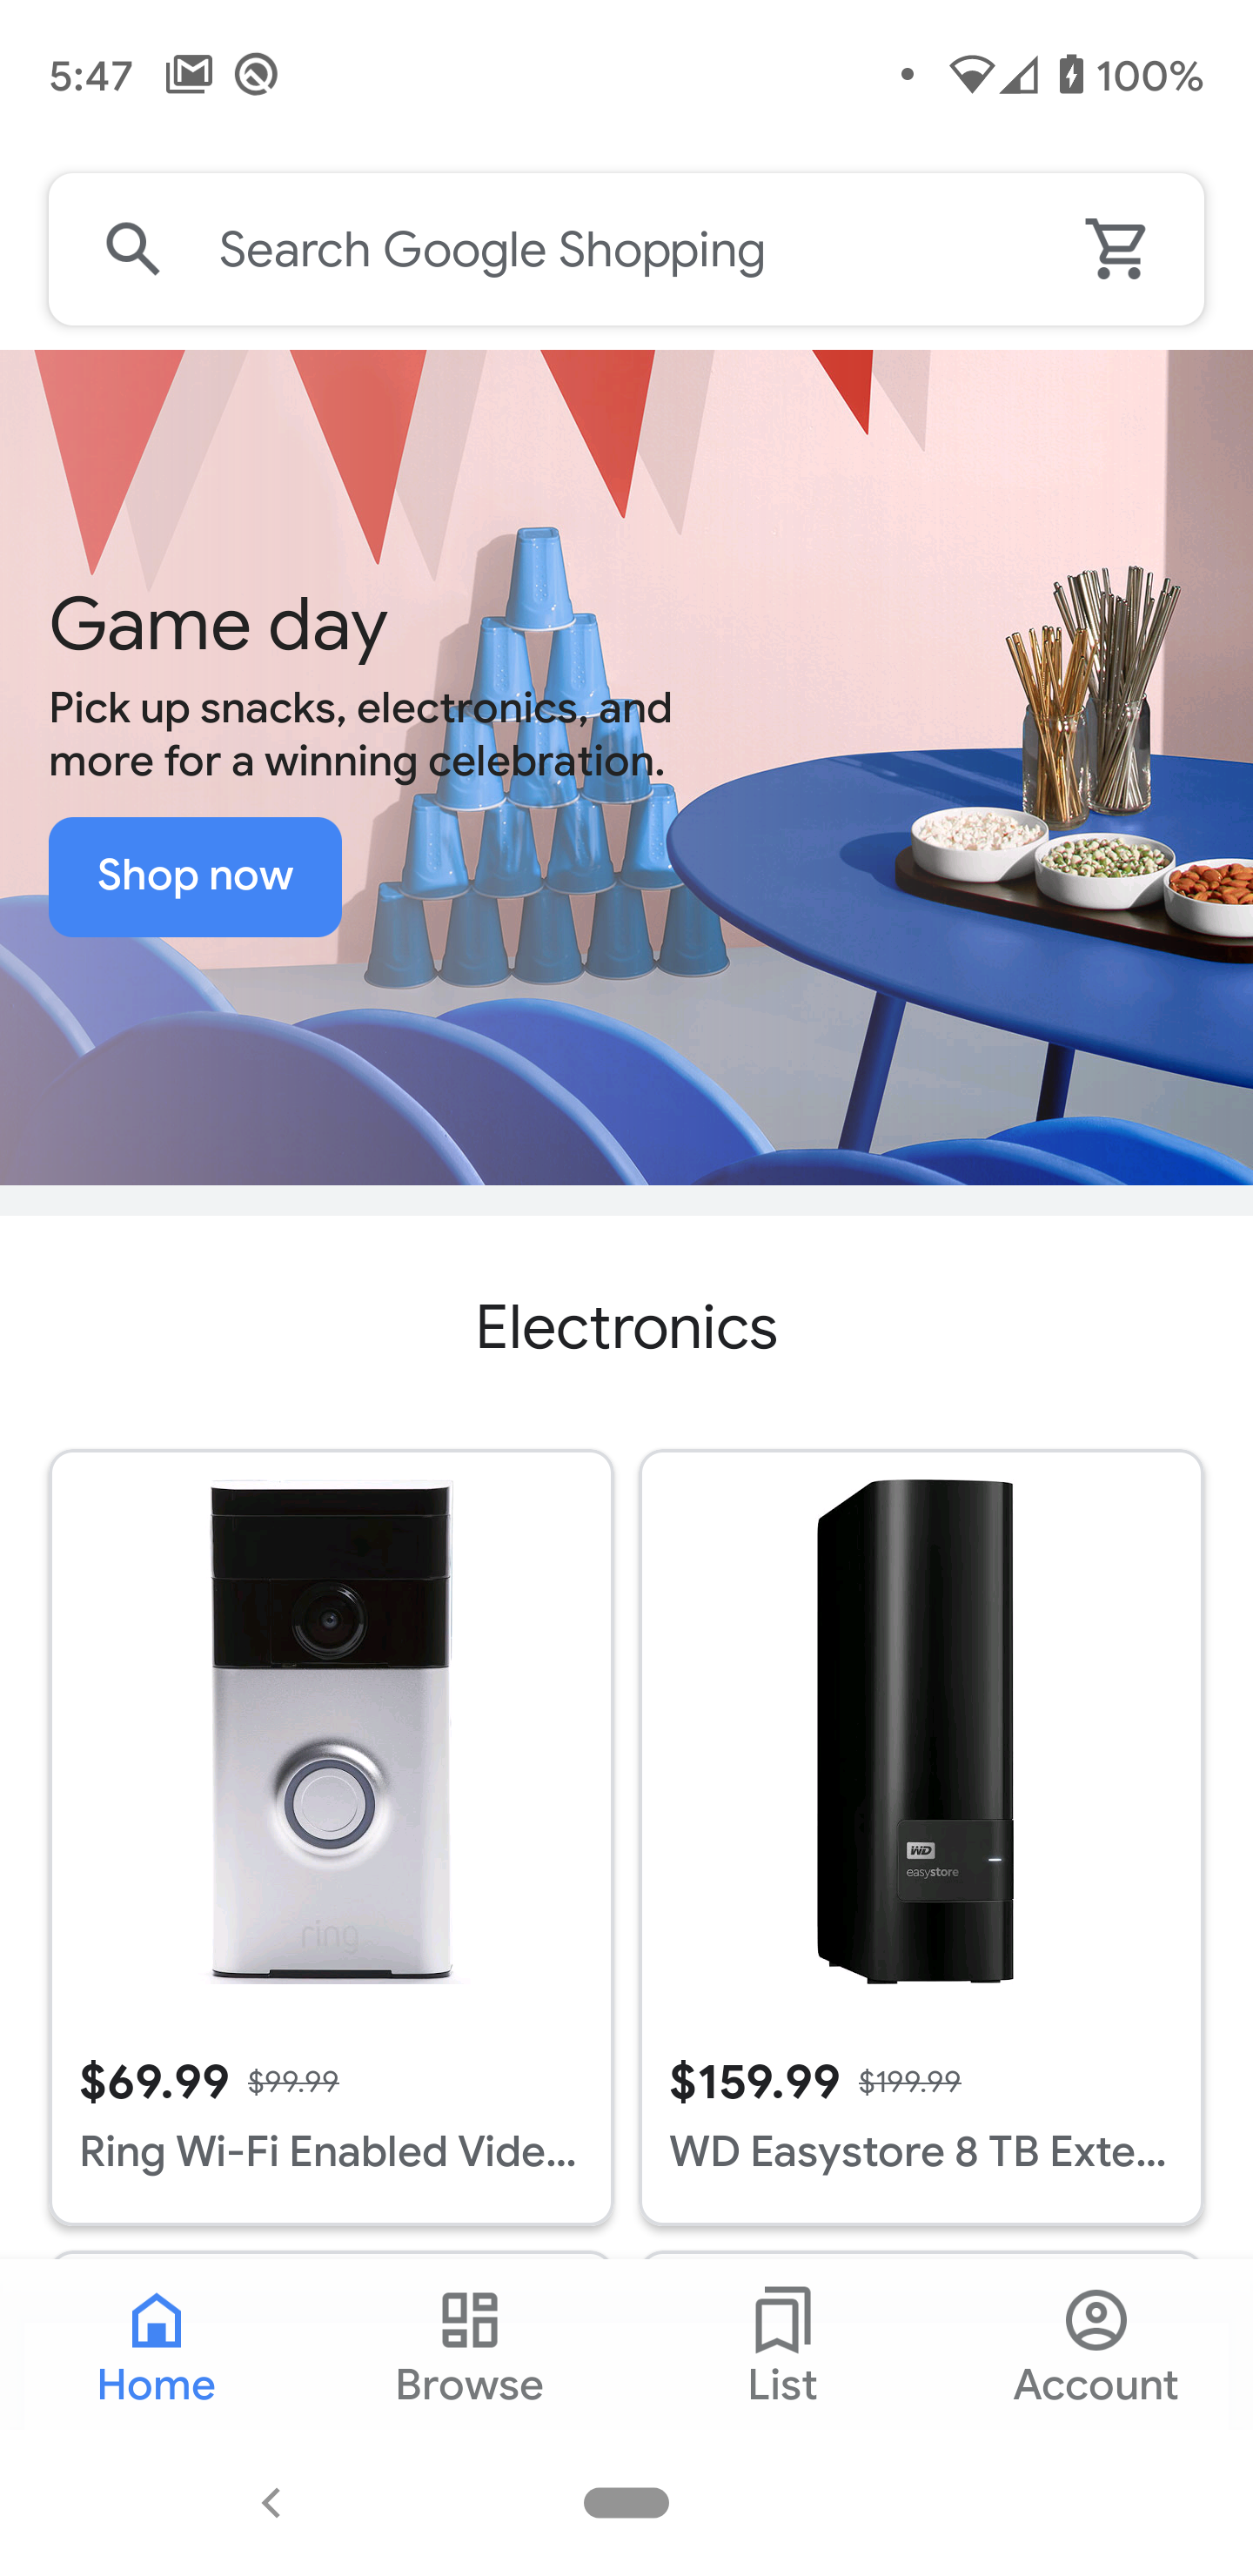 5:47
100%
Search Google Shopping
Game day
Pick up snacks, electronics, and
more for a winning celebration.
Shop now
Electronics
ring
WD
easystore
$69.99 $99.99
Ring Wi-Fi Enabled Vide...
$159.99 $199.99
WD Easystore 8 TB Exte...
Home
Browse
List
Account